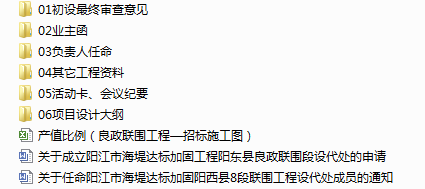 01初设最终审查意见
02业主函
03负责人任命
04其它工程资料
05活动卡、会议纪要
06项目设计大纲
产值比例（良政联围工程—招标施工图）
关于成立阳江市海堤达标加固工程阳东县良政联围段设代处的申请
关于任命阳江市海堤达标加固阳西县8段联围工程设代处成员的通知